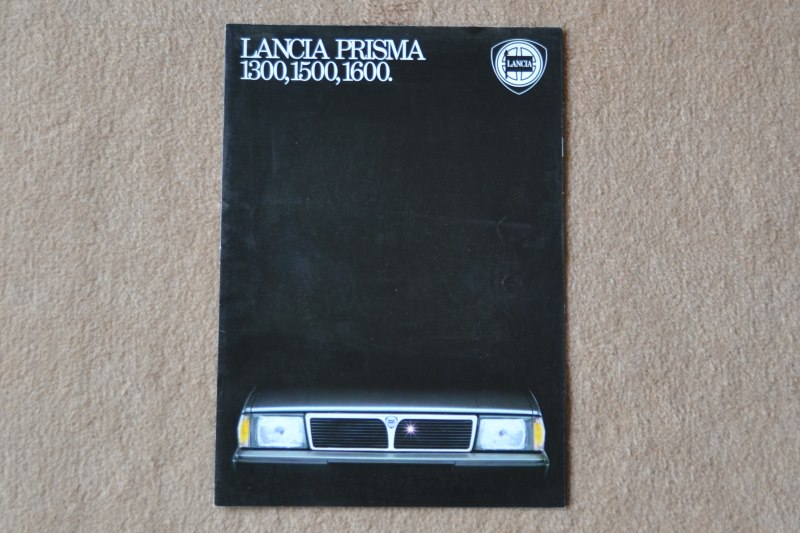 LANCIA PRISMA
1300, 1500, 1600.
LANCIA